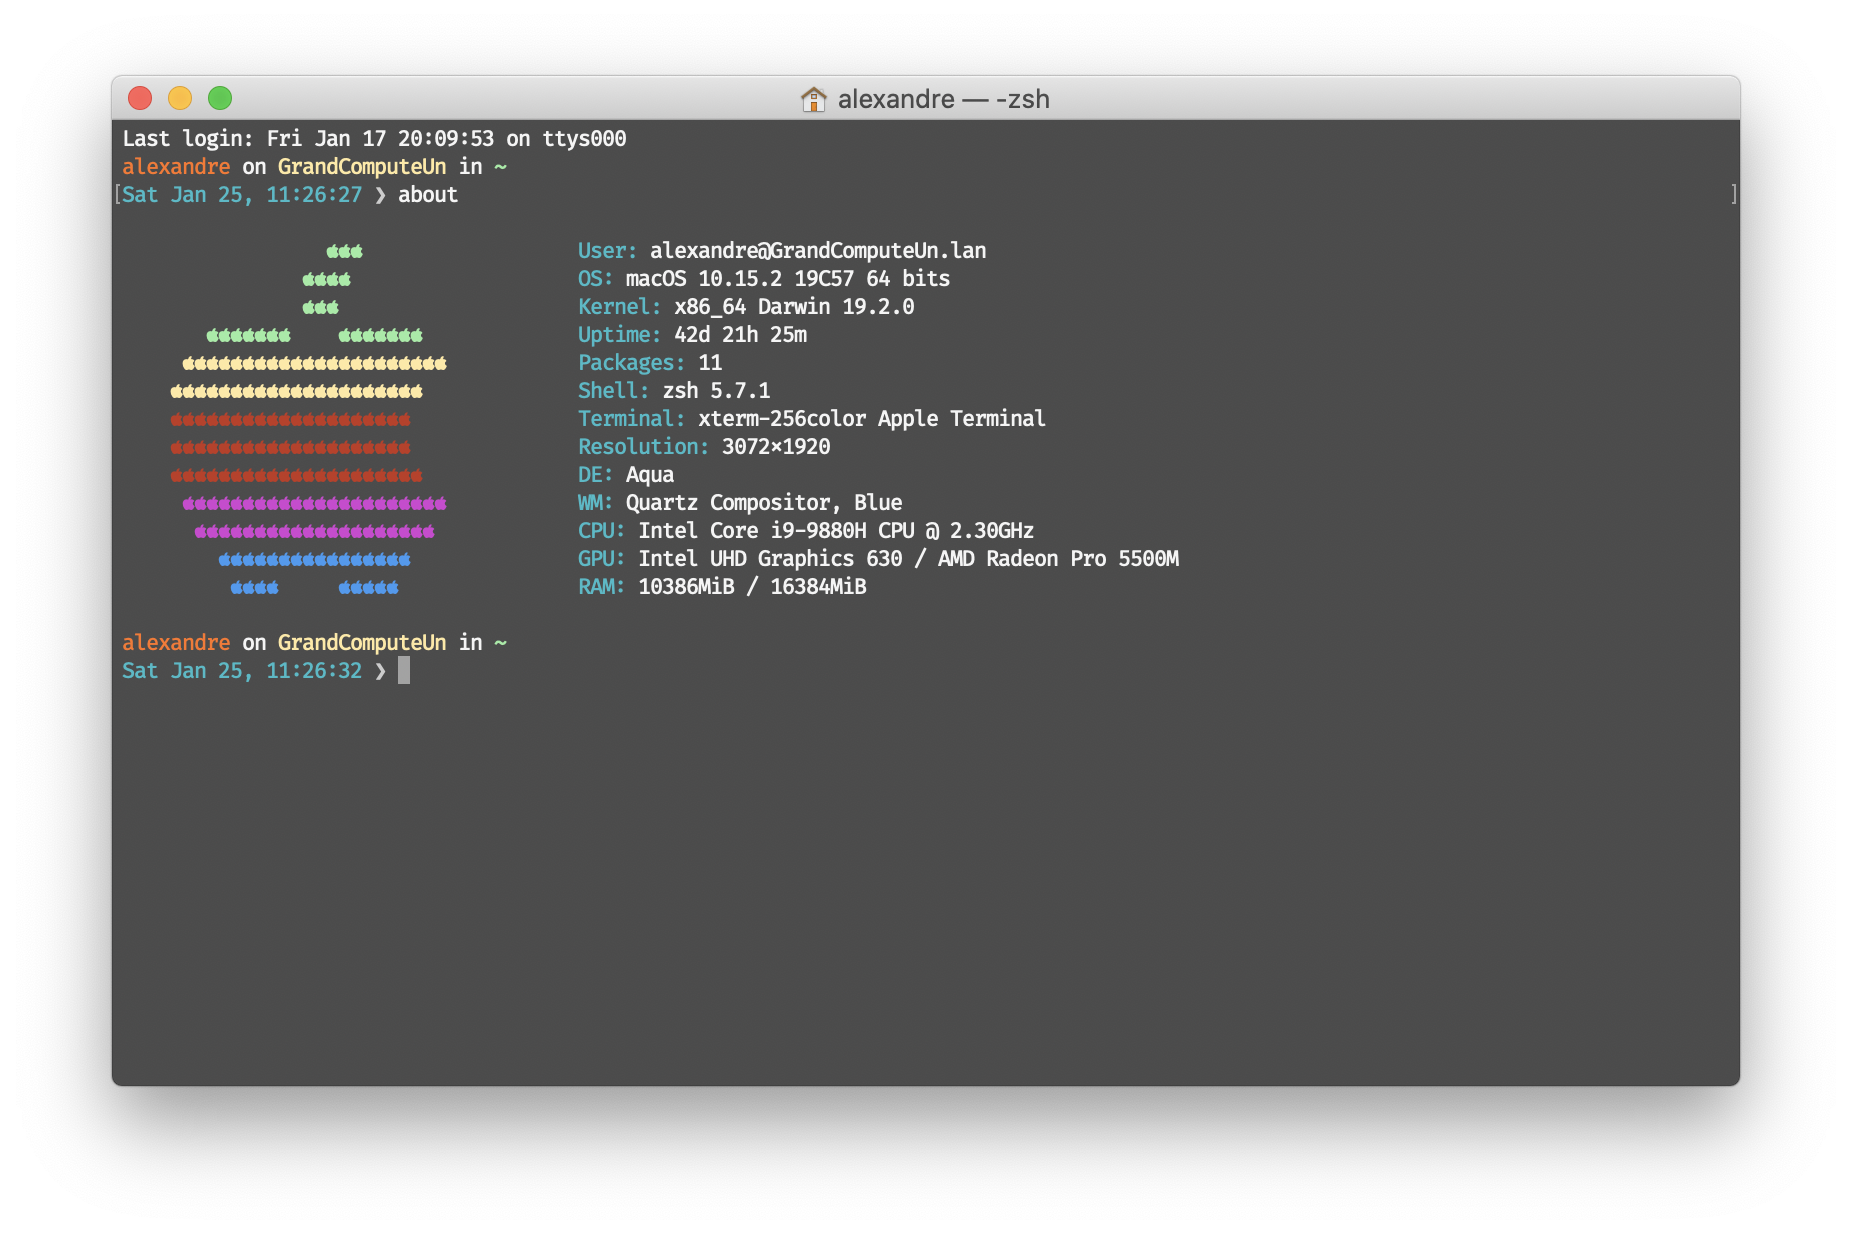 alexandre — -zsh
Last login: Fri Jan 17 20:09:53 on ttys000
alexandre on GrandComputeUn in ~
[Sat Jan 25, 11:26:27 ❯ about ]
User: alexandre@GrandComputeUn.lan
OS: macOS 10.15.2 19C57 64 bits
Kernel: x86_64 Darwin 19.2.0
Uptime: 42d 21h 25m
Packages: 11
Shell: zsh 5.7.1
Terminal: xterm-256color Apple Terminal
Resolution: 3072×1920
DE: Aqua
WM: Quartz Compositor, Blue
CPU: Intel Core i9-9880H CPU @ 2.30GHz
GPU: Intel UHD Graphics 630 / AMD Radeon Pro 5500M
RAM: 10386MiB / 16384MiB
alexandre on GrandComputeUn in ~
Sat Jan 25, 11:26:32 ❯